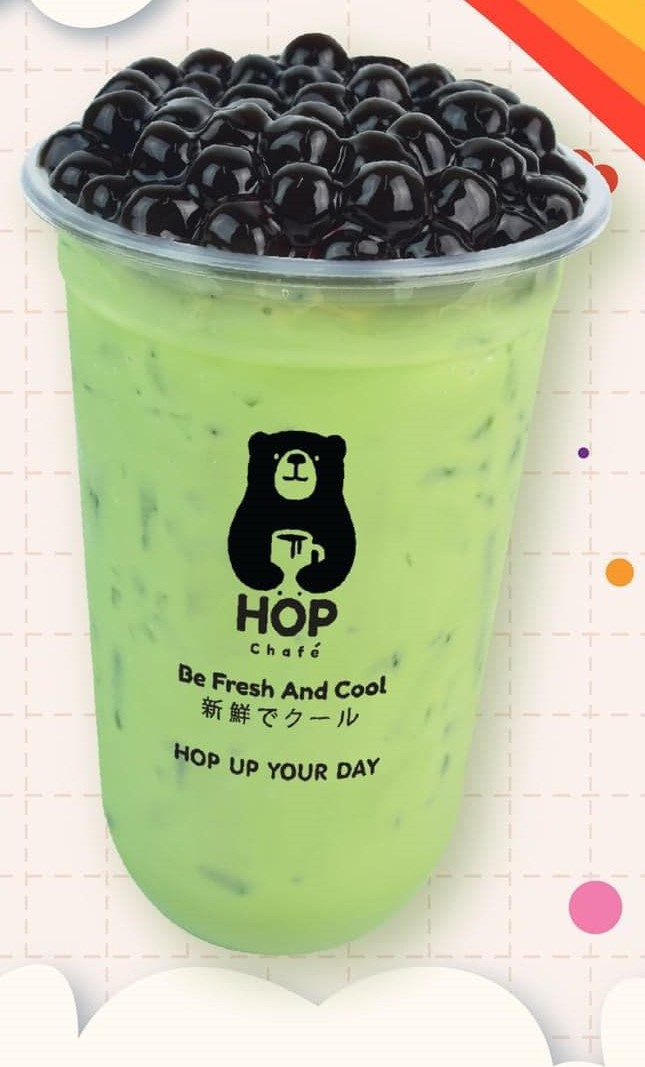 HOP
Chafé
Be Fresh And Cool
新鮮でクール
HOP UP YOUR DAY